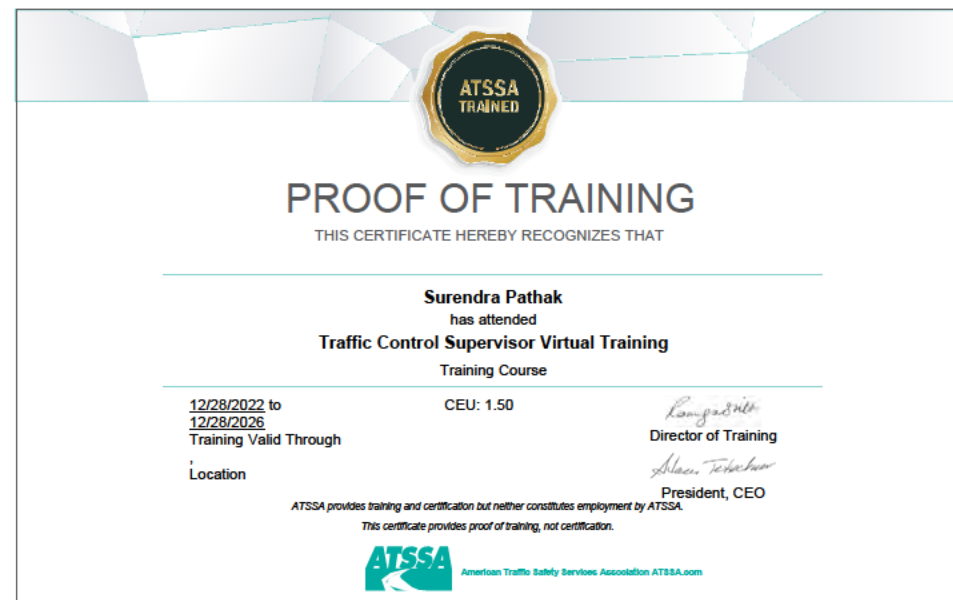 ATSSA
TRAINED
PROOF OF TRAINING
THIS CERTIFICATE HEREBY RECOGNIZES THAT
Surendra Pathak
has attended
Traffic Control Supervisor Virtual Training
Training Course
12/28/2022 to
12/28/2026
Training Valid Through
,
Location
CEU: 1.50
Director of Training
President, CEO
ATSSA provides training and certification but neither constitutes employment by ATSSA.
This certificate provides proof of training, not certification.
ATSSA
American Traffic Safety Services Association ATSSA.com